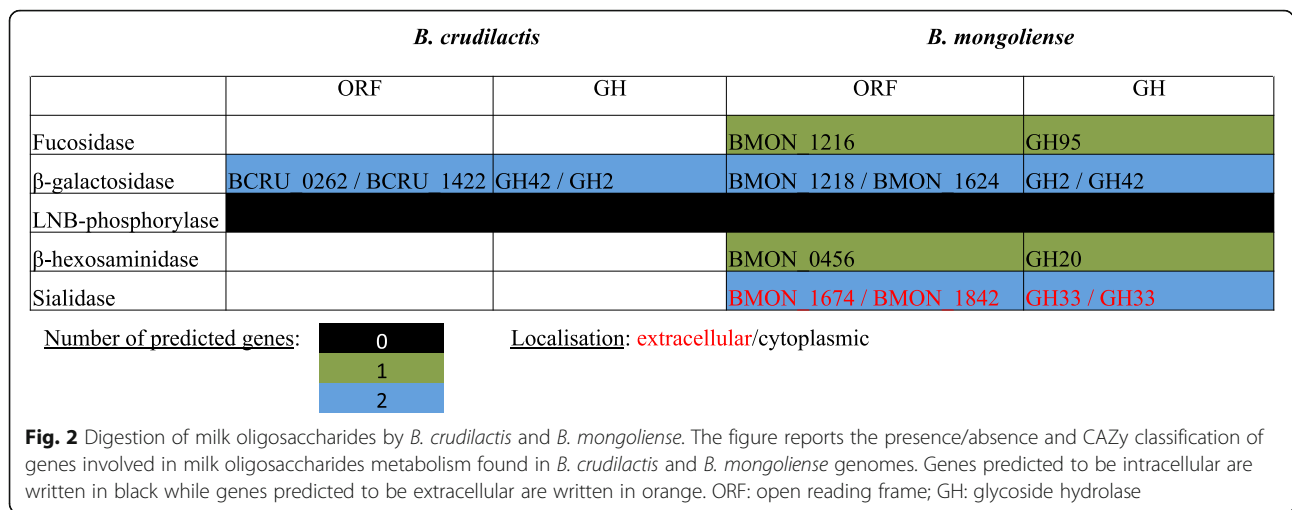 B. crudilactis B. mongoliense
ORF GH ORF GH
Fucosidase BMON_1216 GH95
β-galactosidase BCRU_0262 / BCRU_1422 GH42 / GH2 BMON_1218 / BMON_1624 GH2 / GH42
LNB-phosphorylase
β-hexosaminidase BMON_0456 GH20
Sialidase BMON_1674 / BMON_1842 GH33 / GH33
Number of predicted genes: 0 Localisation: extracellular/cytoplasmic
1
2
Fig. 2 Digestion of milk oligosaccharides by B. crudilactis and B. mongoliense. The figure reports the presence/absence and CAZy classification of
genes involved in milk oligosaccharides metabolism found in B. crudilactis and B. mongoliense genomes. Genes predicted to be intracellular are
written in black while genes predicted to be extracellular are written in orange. ORF: open reading frame; GH: glycoside hydrolase